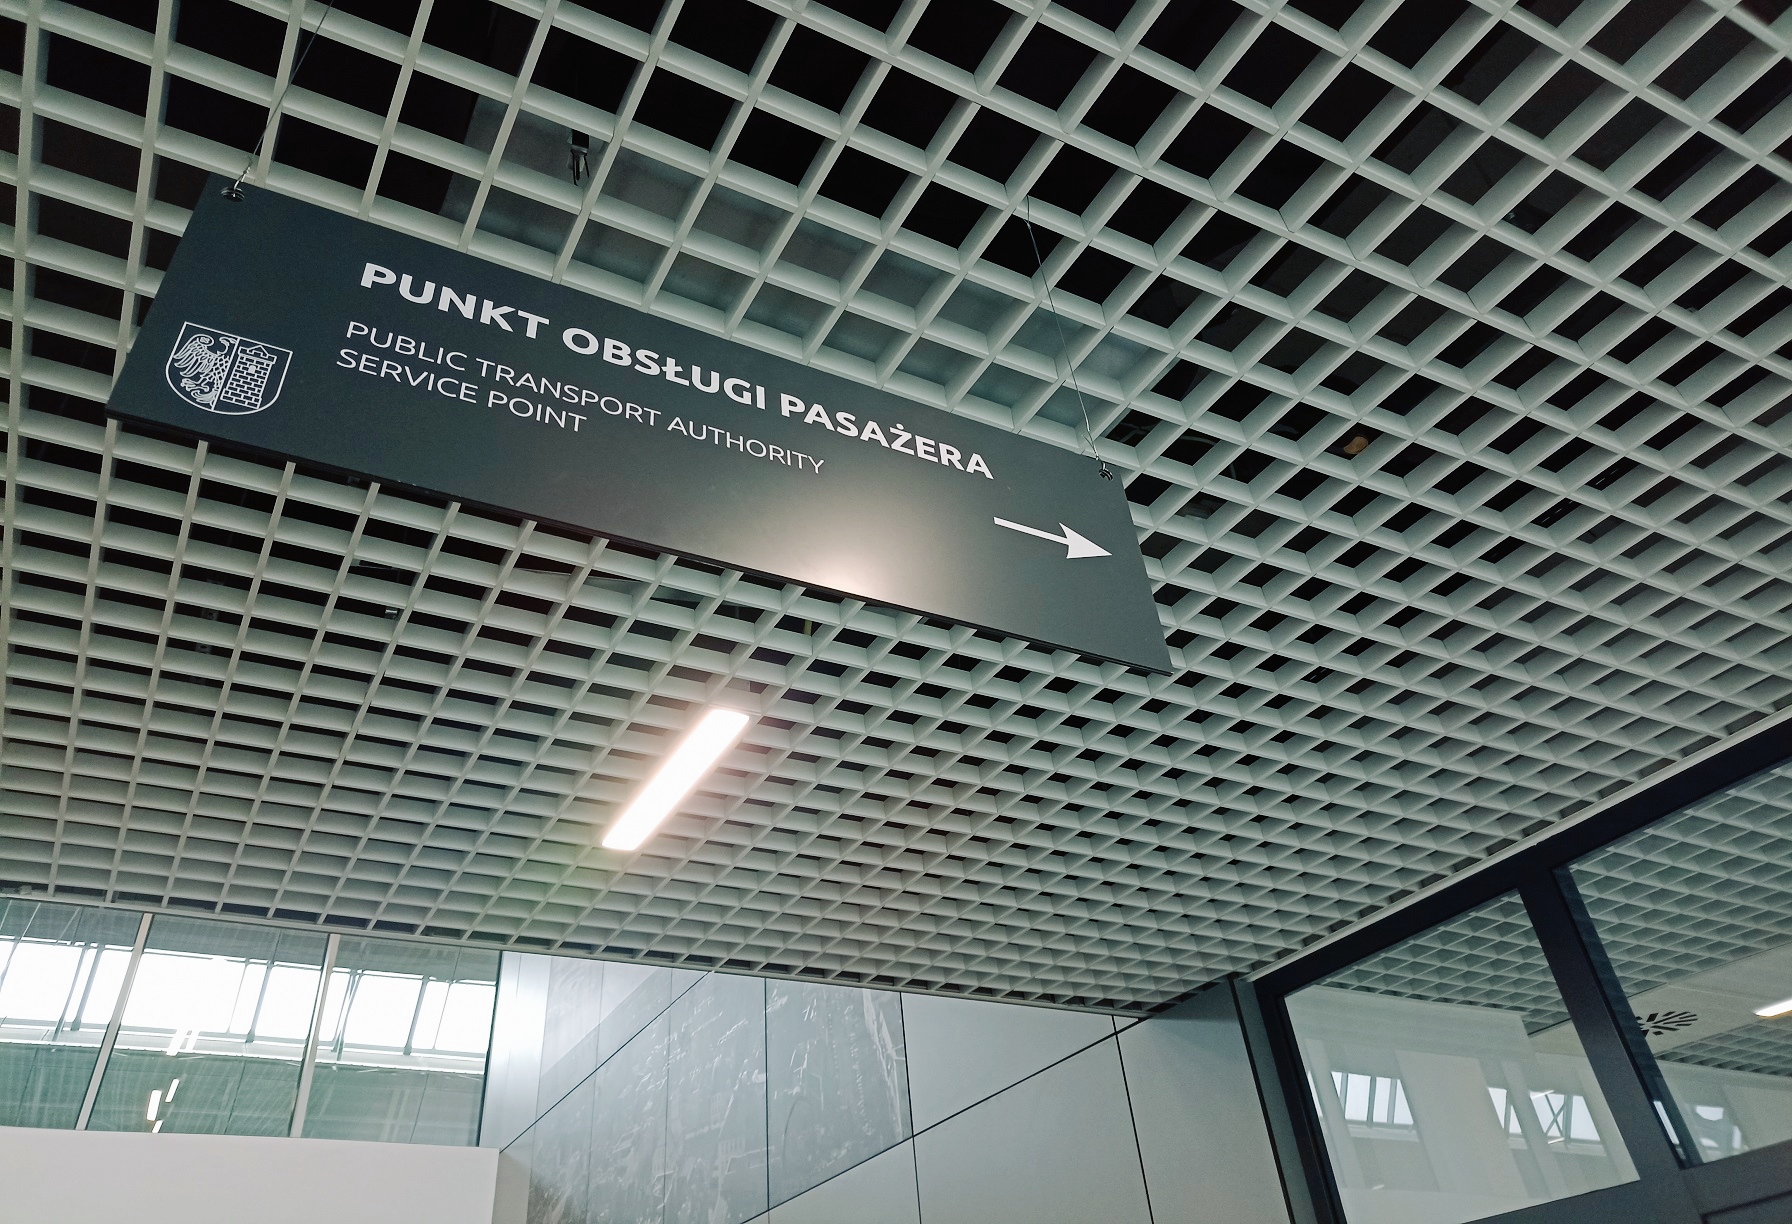 PUNKT OBSŁUGI PASAŻERA
PUBLIC TRANSPORT AUTHORITY
SERVICE POINT